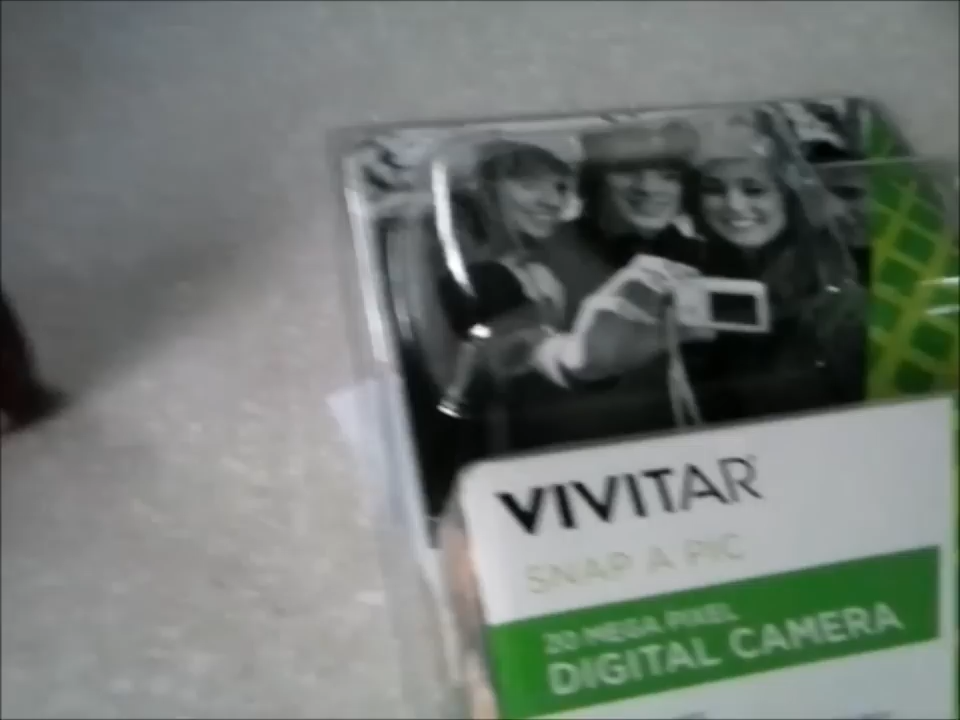 VIVITAR
SNAP A PIC
20 MEGA PIXEL
DIGITAL CAMERA